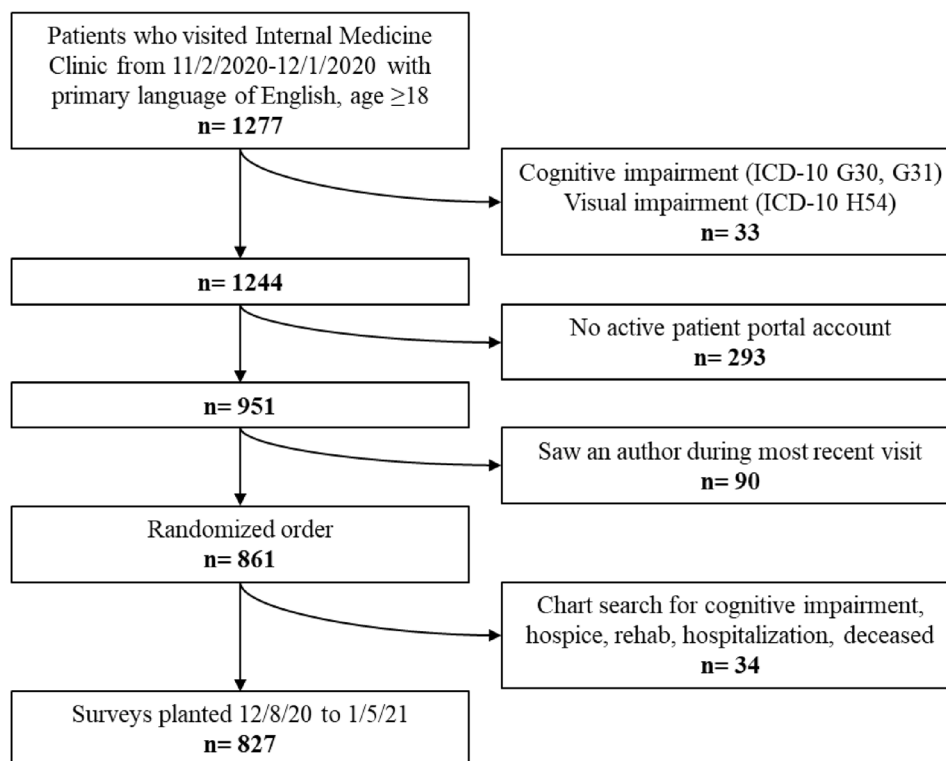 Patients who visited Internal Medicine
Clinic from 11/2/2020-12/1/2020 with
primary language of English, age ≥18
n= 1277
Cognitive impairment (ICD-10 G30, G31)
Visual impairment (ICD-10 H54)
n= 33
n= 1244
No active patient portal account
n= 293
n= 951
Saw an author during most recent visit
n= 90
Randomized order
n= 861
Chart search for cognitive impairment,
hospice, rehab, hospitalization, deceased
n= 34
Surveys planted 12/8/20 to 1/5/21
n= 827